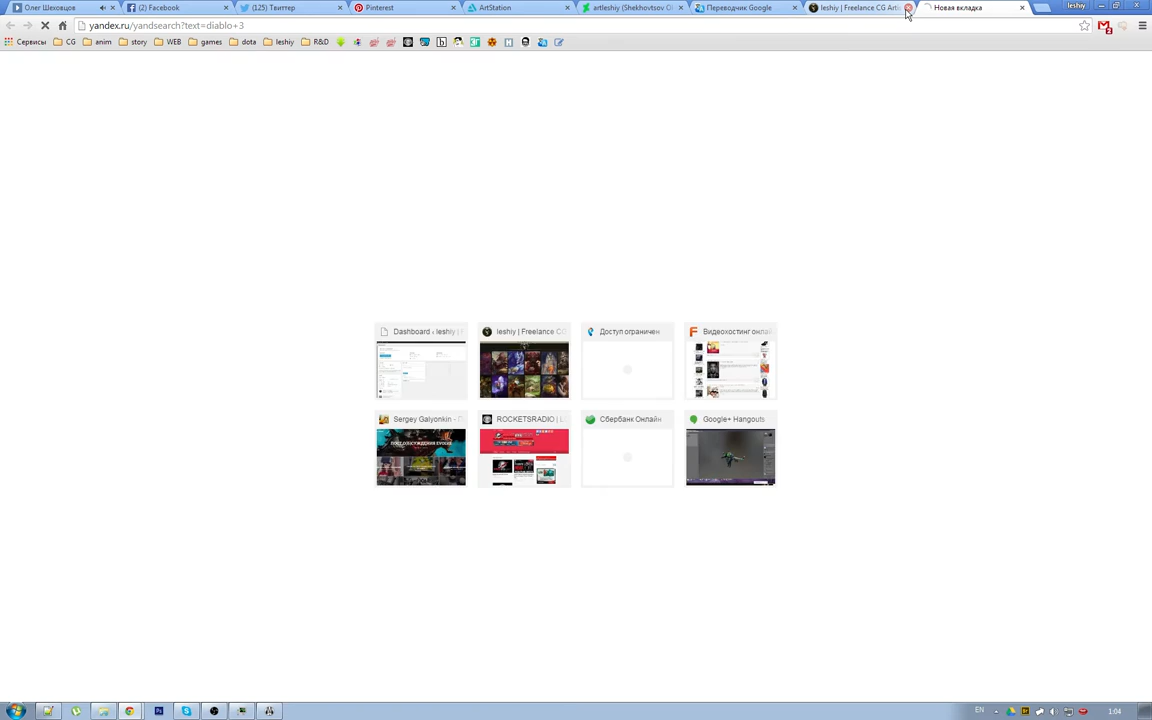 Олег Шеховцов
(2) Facebook
(125) Твиттер
Pinterest
ArtStation
artleshiy (Shekhovtsov Ol
Переводчик Google
leshiy | Freelance CG Artis
Новая вкладка
leshiy
yandex.ru/yandsearch?text=diablo+3
Сервисы
CG
anim
story
WEB
games
dota
leshiy
R&D
2
Dashboard ‹ leshiy |
leshiy | Freelance CG
Доступ ограничен
Видеохостинг онлай
Sergey Galyonkin -
ROCKETSRADIO |
Сбербанк Онлайн
Google+ Hangouts
EN
1:04